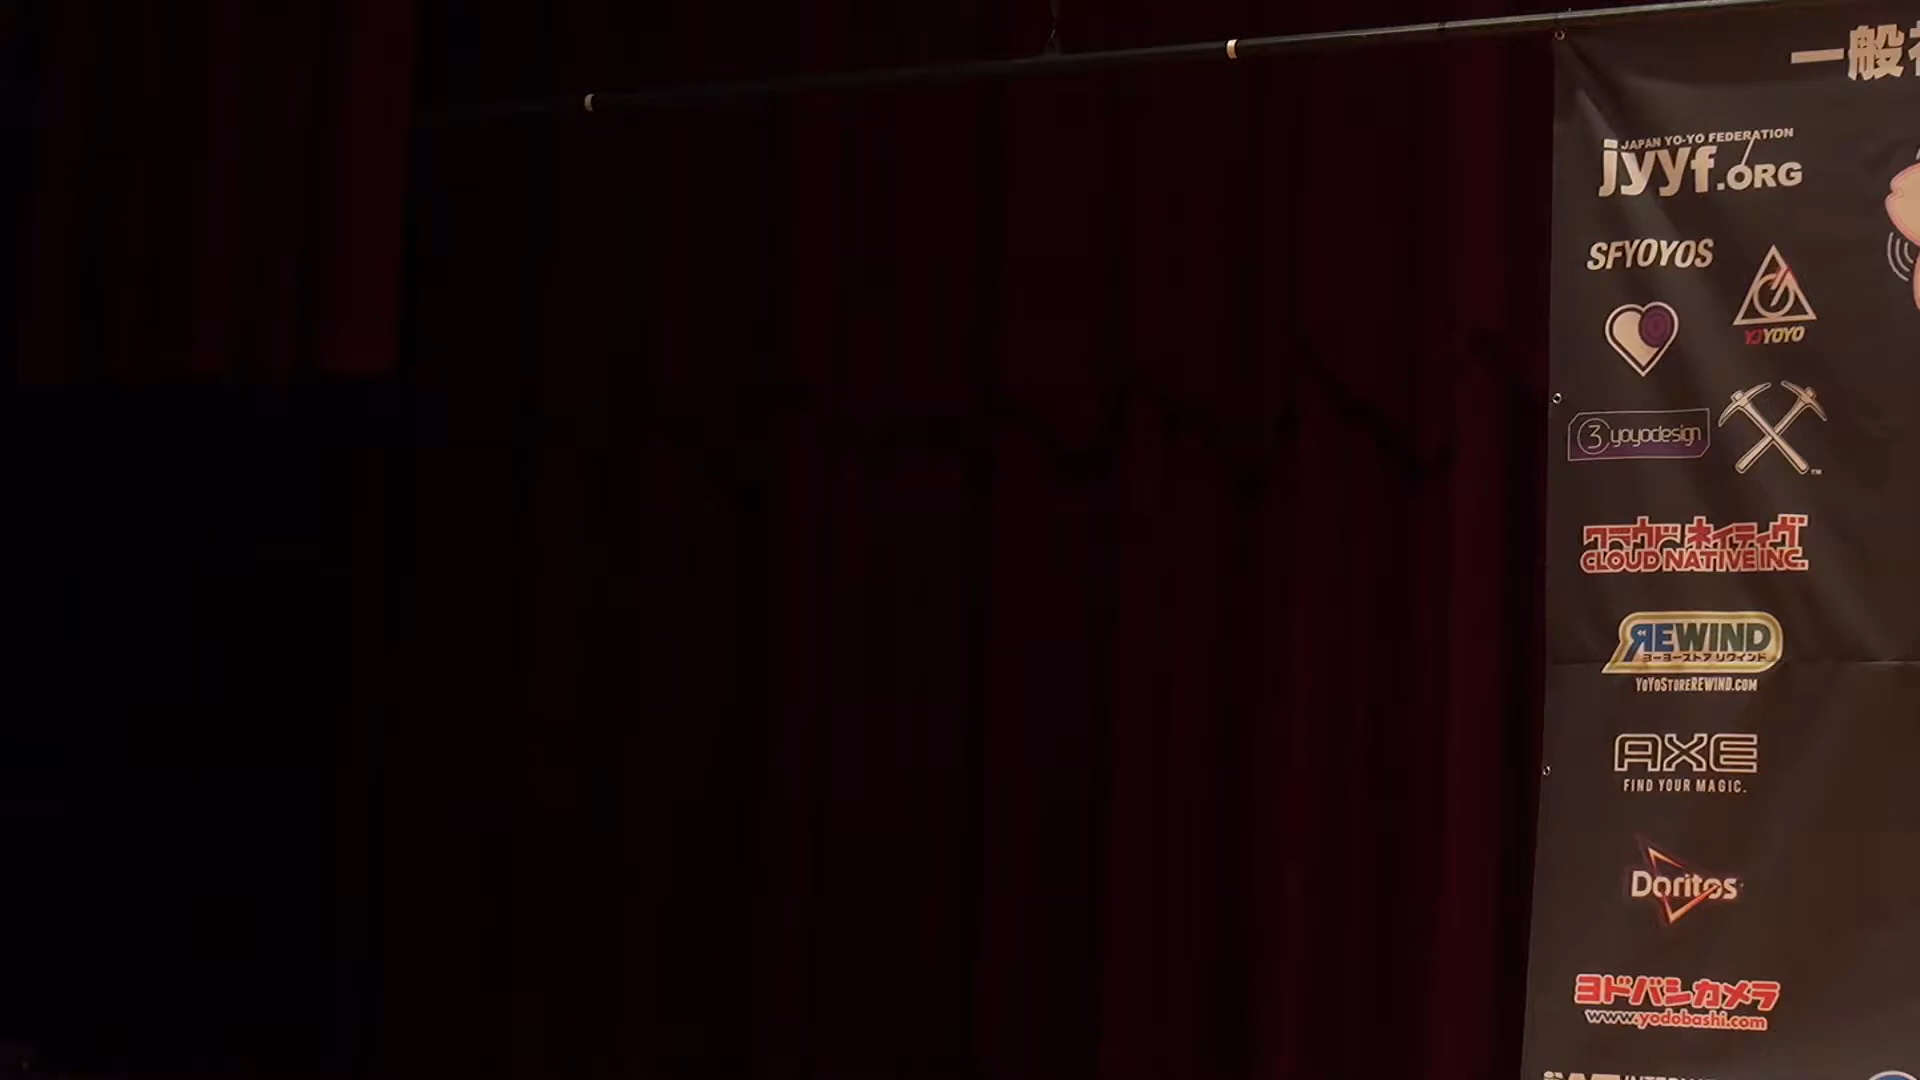 一般
JAPAN YO-YO FEDERATION
jyyf.ORG
SFYOYOS
YJYOYO
3yoyodesign
TM
クラウド ネイティヴ
CLOUD NATIVE INC.
REWIND
ヨーヨーストア リワインド
YOYOSTOREREWIND.COM
AXE
FIND YOUR MAGIC.
Doritos
ヨドバシカメラ
www.yodobashi.com